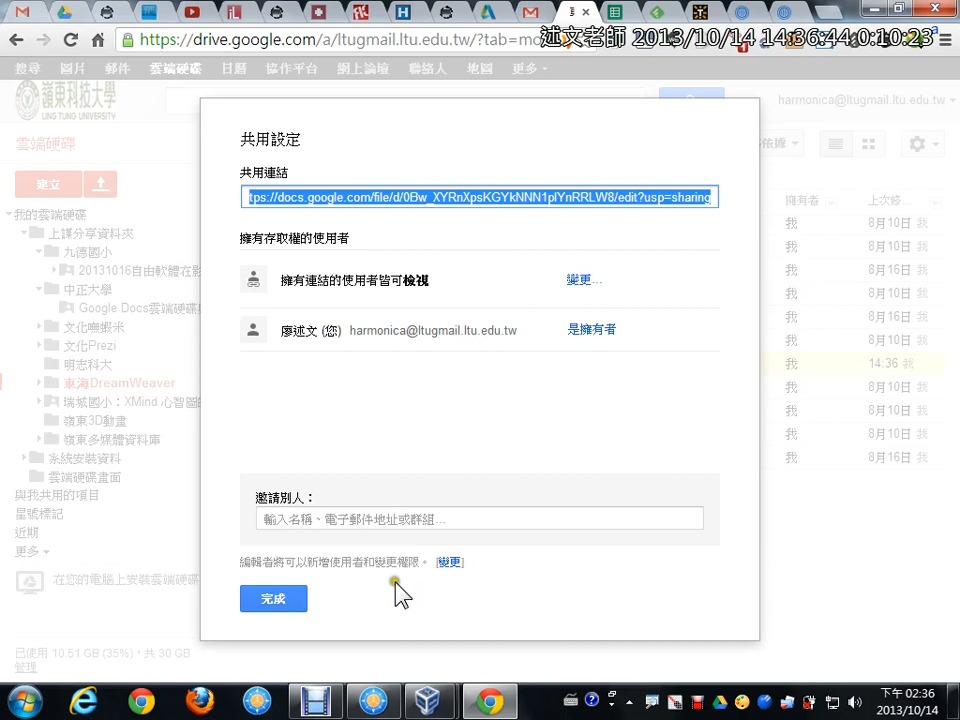 https://drive.google.com/a/ltugmail.ltu.edu.tw/?tab=mc
述文老師 2013/10/14 14:36:44:0:10:23
搜尋 圖片 郵件 雲端硬碟 日曆 協作平台 網上論壇 聯絡人 地圖 更多
嶺東科技大學
LING TUNG UNIVERSITY
harmonica@ltugmail.ltu.edu.tw
雲端硬碟
建立
我的雲端硬碟
上課分享資料夾
九德國小
20131016自由軟體在影
中正大學
Google Docs雲端硬碟
文化嘸蝦米
文化Prezi
明志科大
東海DreamWeaver
瑞城國小：XMind 心智圖
嶺東3D動畫
嶺東多媒體資料庫
系統安裝資料
雲端硬碟畫面
與我共用的項目
星號標記
近期
更多
在您的電腦上安裝雲端硬碟
已使用 10.51 GB (35%)，共 30 GB
管理
共用設定
共用連結
tps://docs.google.com/file/d/0Bw_XYRnXpsKGYkNNN1plYnRRLW8/edit?usp=sharing
擁有存取權的使用者
擁有連結的使用者皆可檢視 變更...
廖述文 (您) harmonica@ltugmail.ltu.edu.tw 是擁有者
邀請別人：
輸入名稱、電子郵件地址或群組...
編輯者將可以新增使用者和變更權限。 [變更]
完成
依據
擁有者 上次修...
我 8月10日 我
我 8月10日 我
我 8月16日 我
我 8月10日 我
我 8月16日 我
我 8月10日 我
我 14:36 我
我 8月10日 我
我 8月10日 我
我 8月10日 我
我 8月16日 我
下午 02:36
2013/10/14